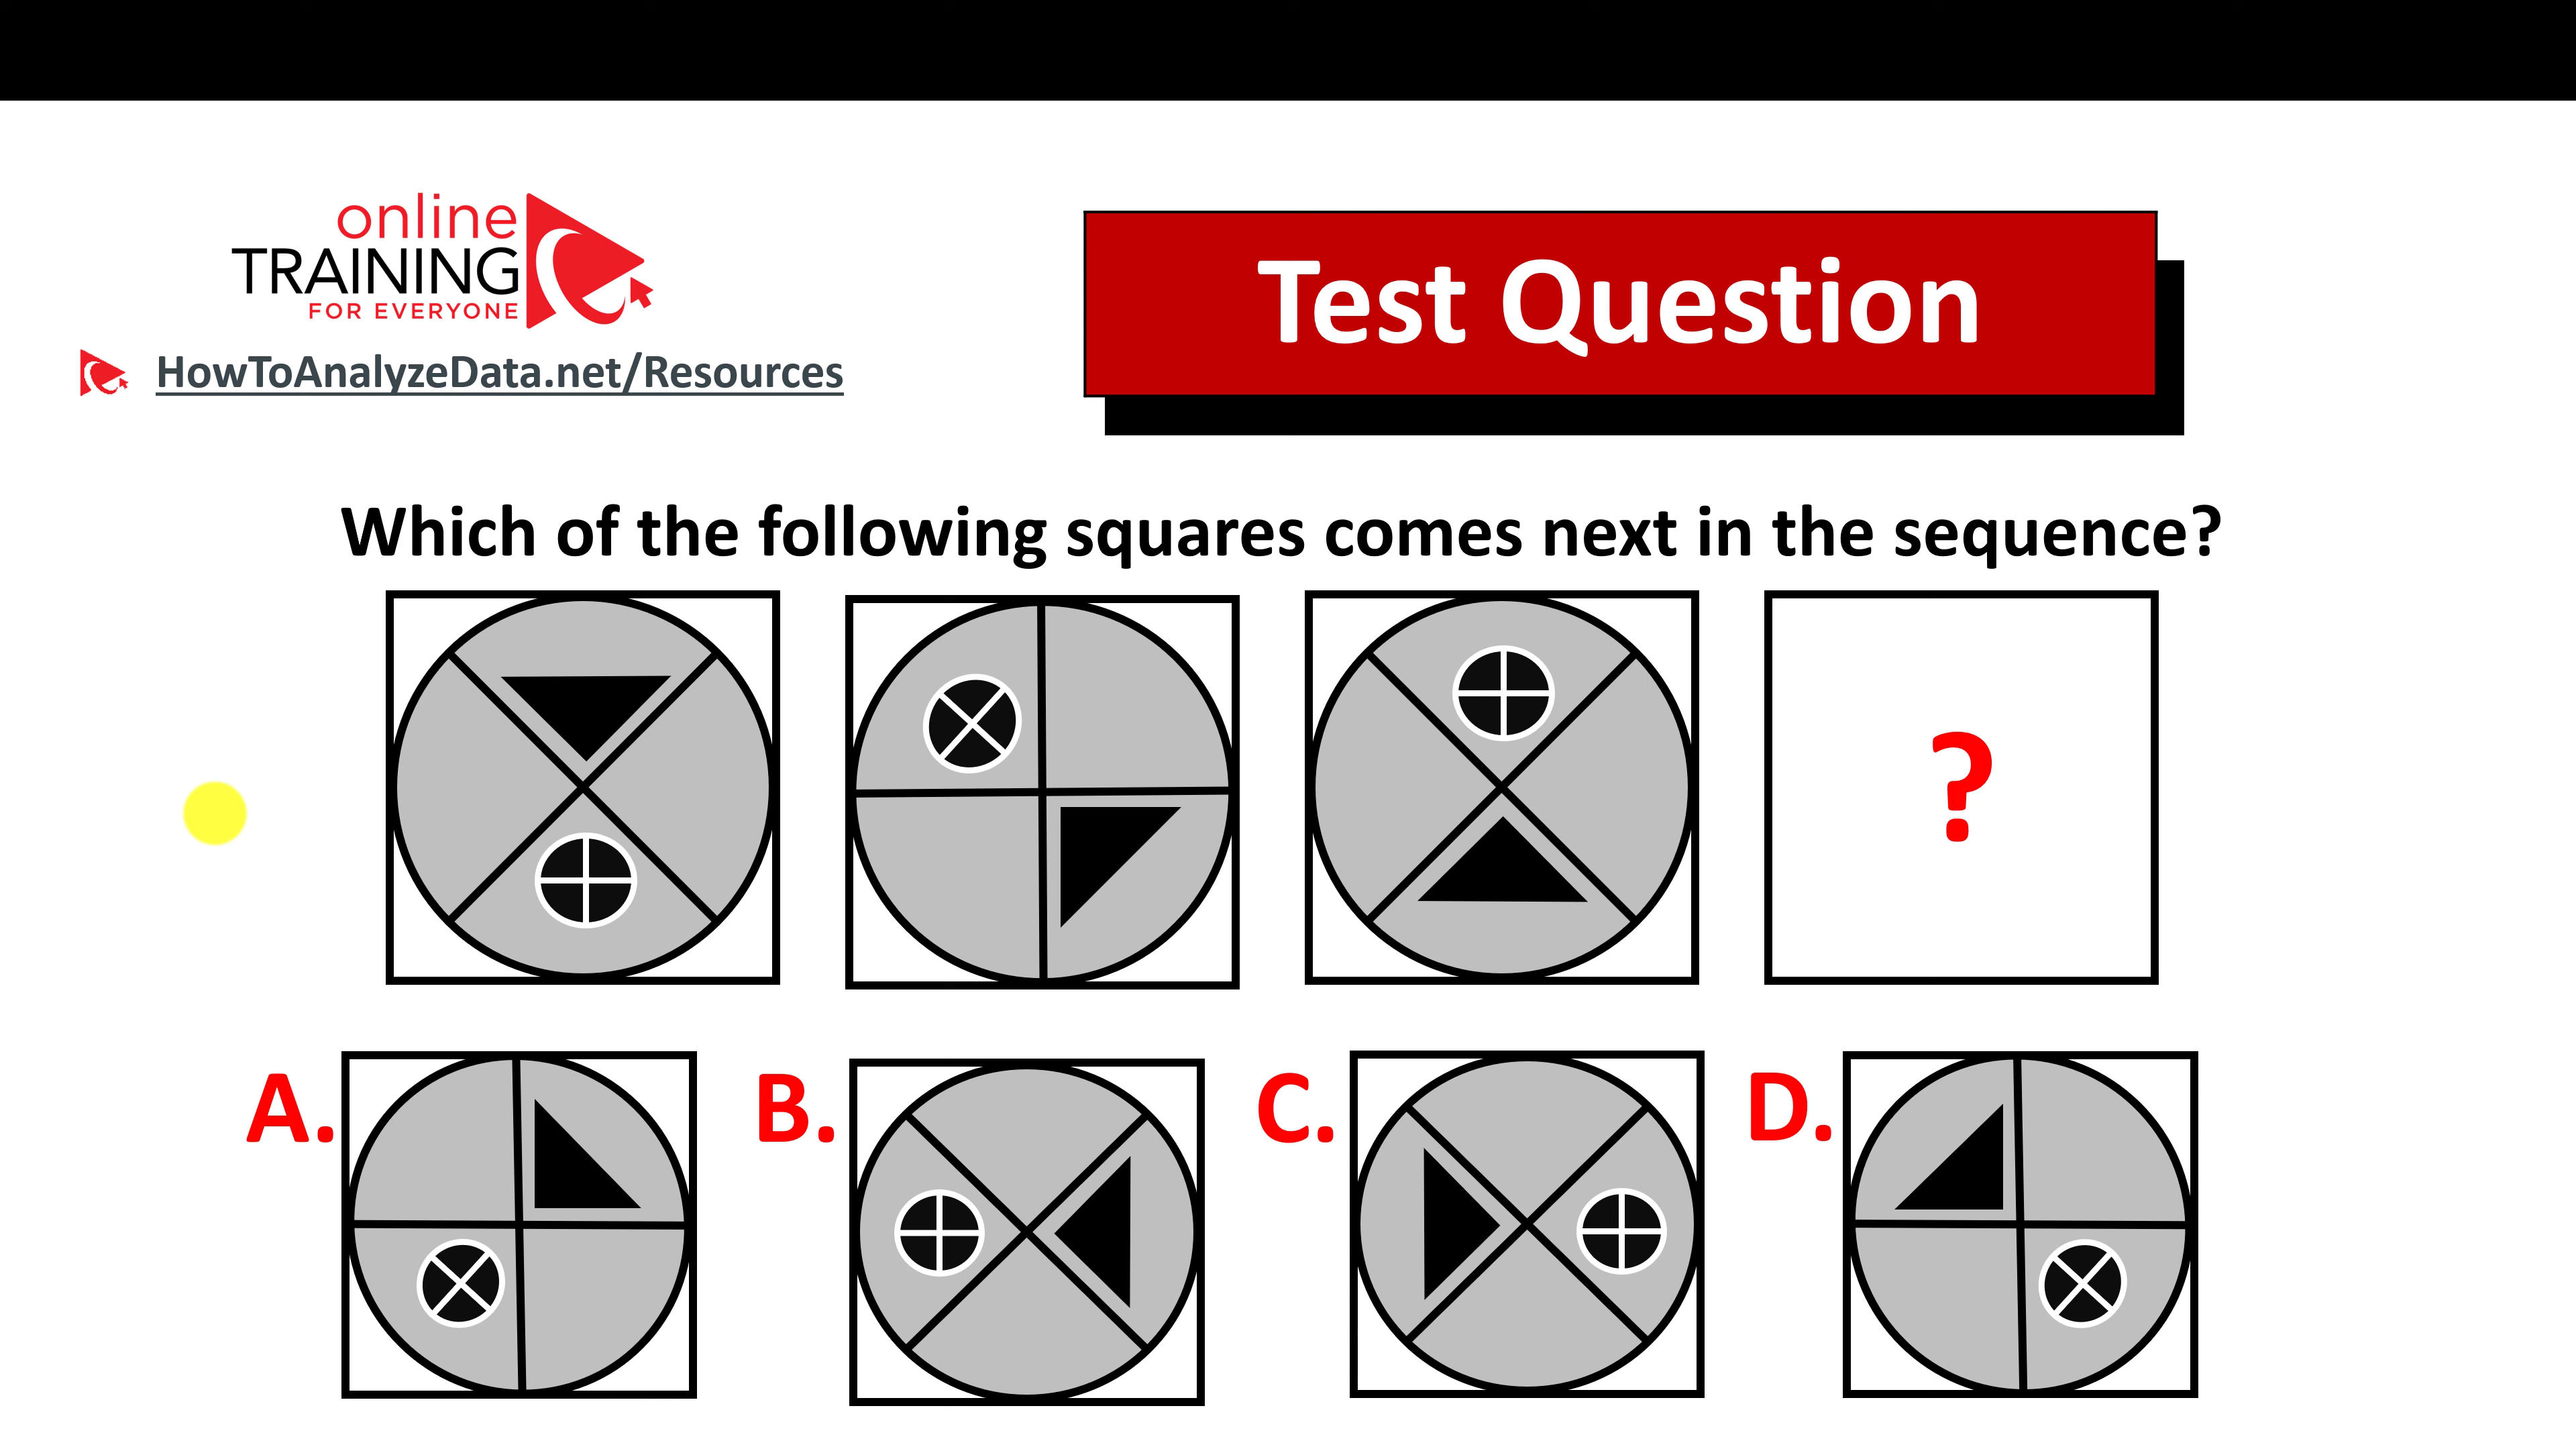 online
TRAINING
FOR EVERYONE
HowToAnalyzeData.net/Resources
Test Question
Which of the following squares comes next in the sequence?
?
A.
B.
C.
D.